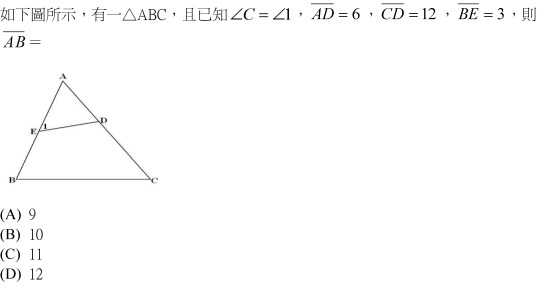 如下圖所示，有一△ABC，且已知∠C=∠1，AD=6，CD=12，BE=3，則
AB=
A
E 1 D
B C
(A) 9
(B) 10
(C) 11
(D) 12